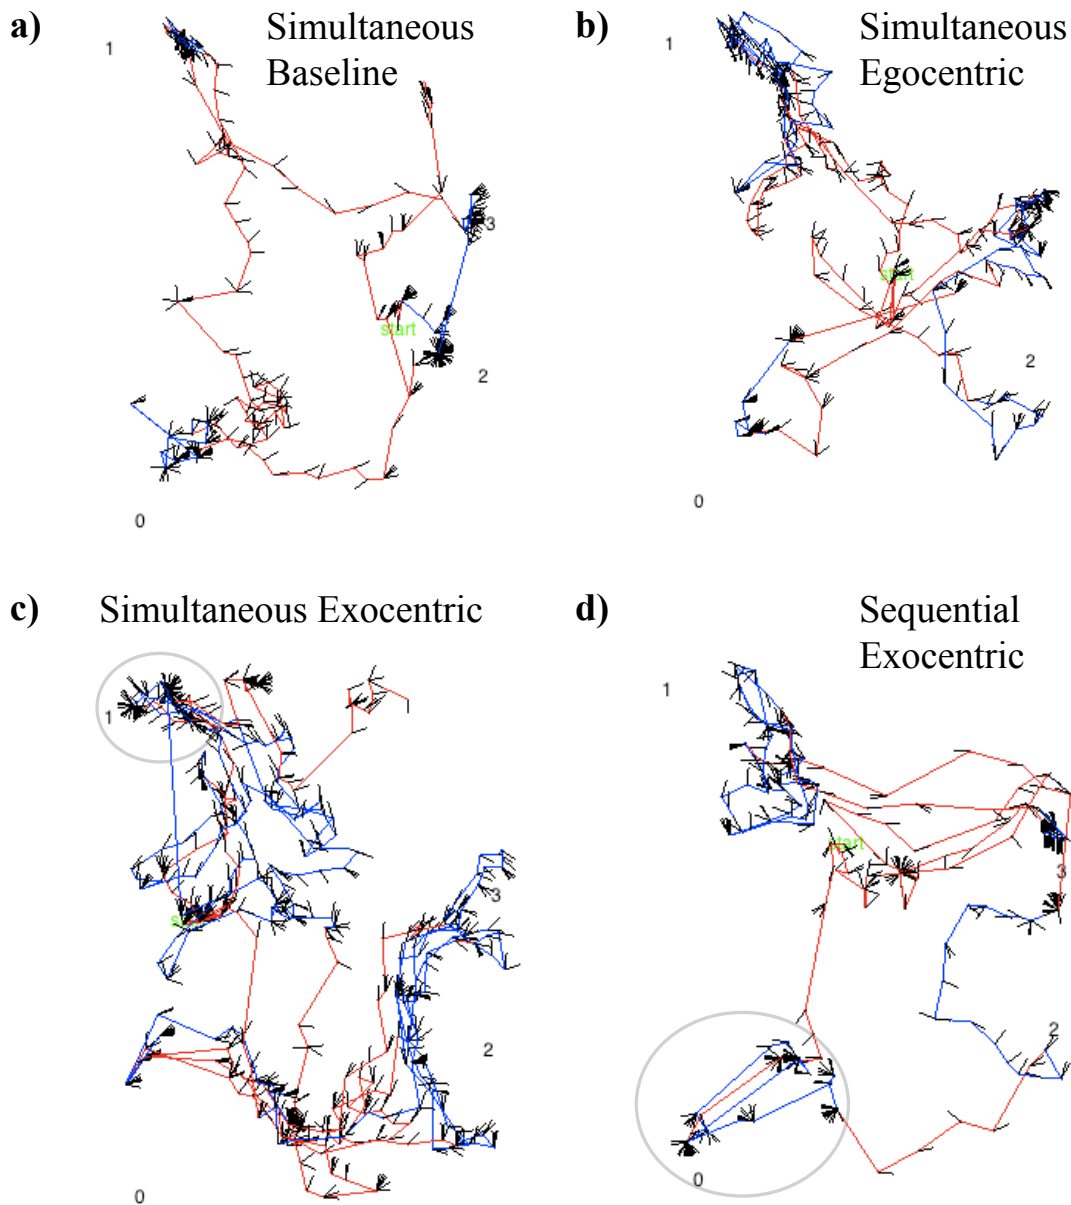 a) Simultaneous
Baseline
1
3
start
2
0
b) Simultaneous
Egocentric
1
start
2
0
c) Simultaneous Exocentric
1
3
2
0
d) Sequential
Exocentric
1
start
3
2
0